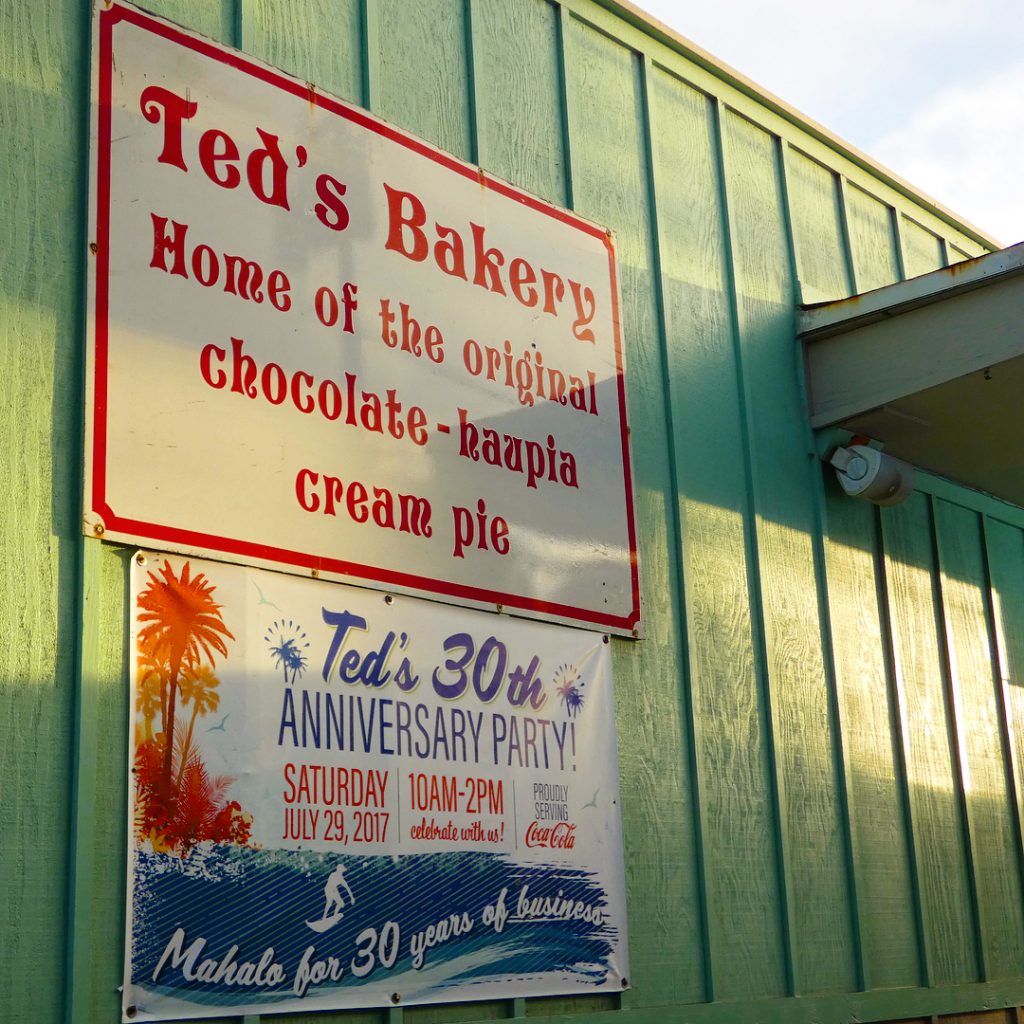 Ted's Bakery
Home of the original
chocolate-haupia
cream pie
Ted's 30th
ANNIVERSARY PARTY!
SATURDAY
JULY 29, 2017
10AM-2PM
celebrate with us!
PROUDLY
SERVING
Coca-Cola
Mahalo for 30 years of business